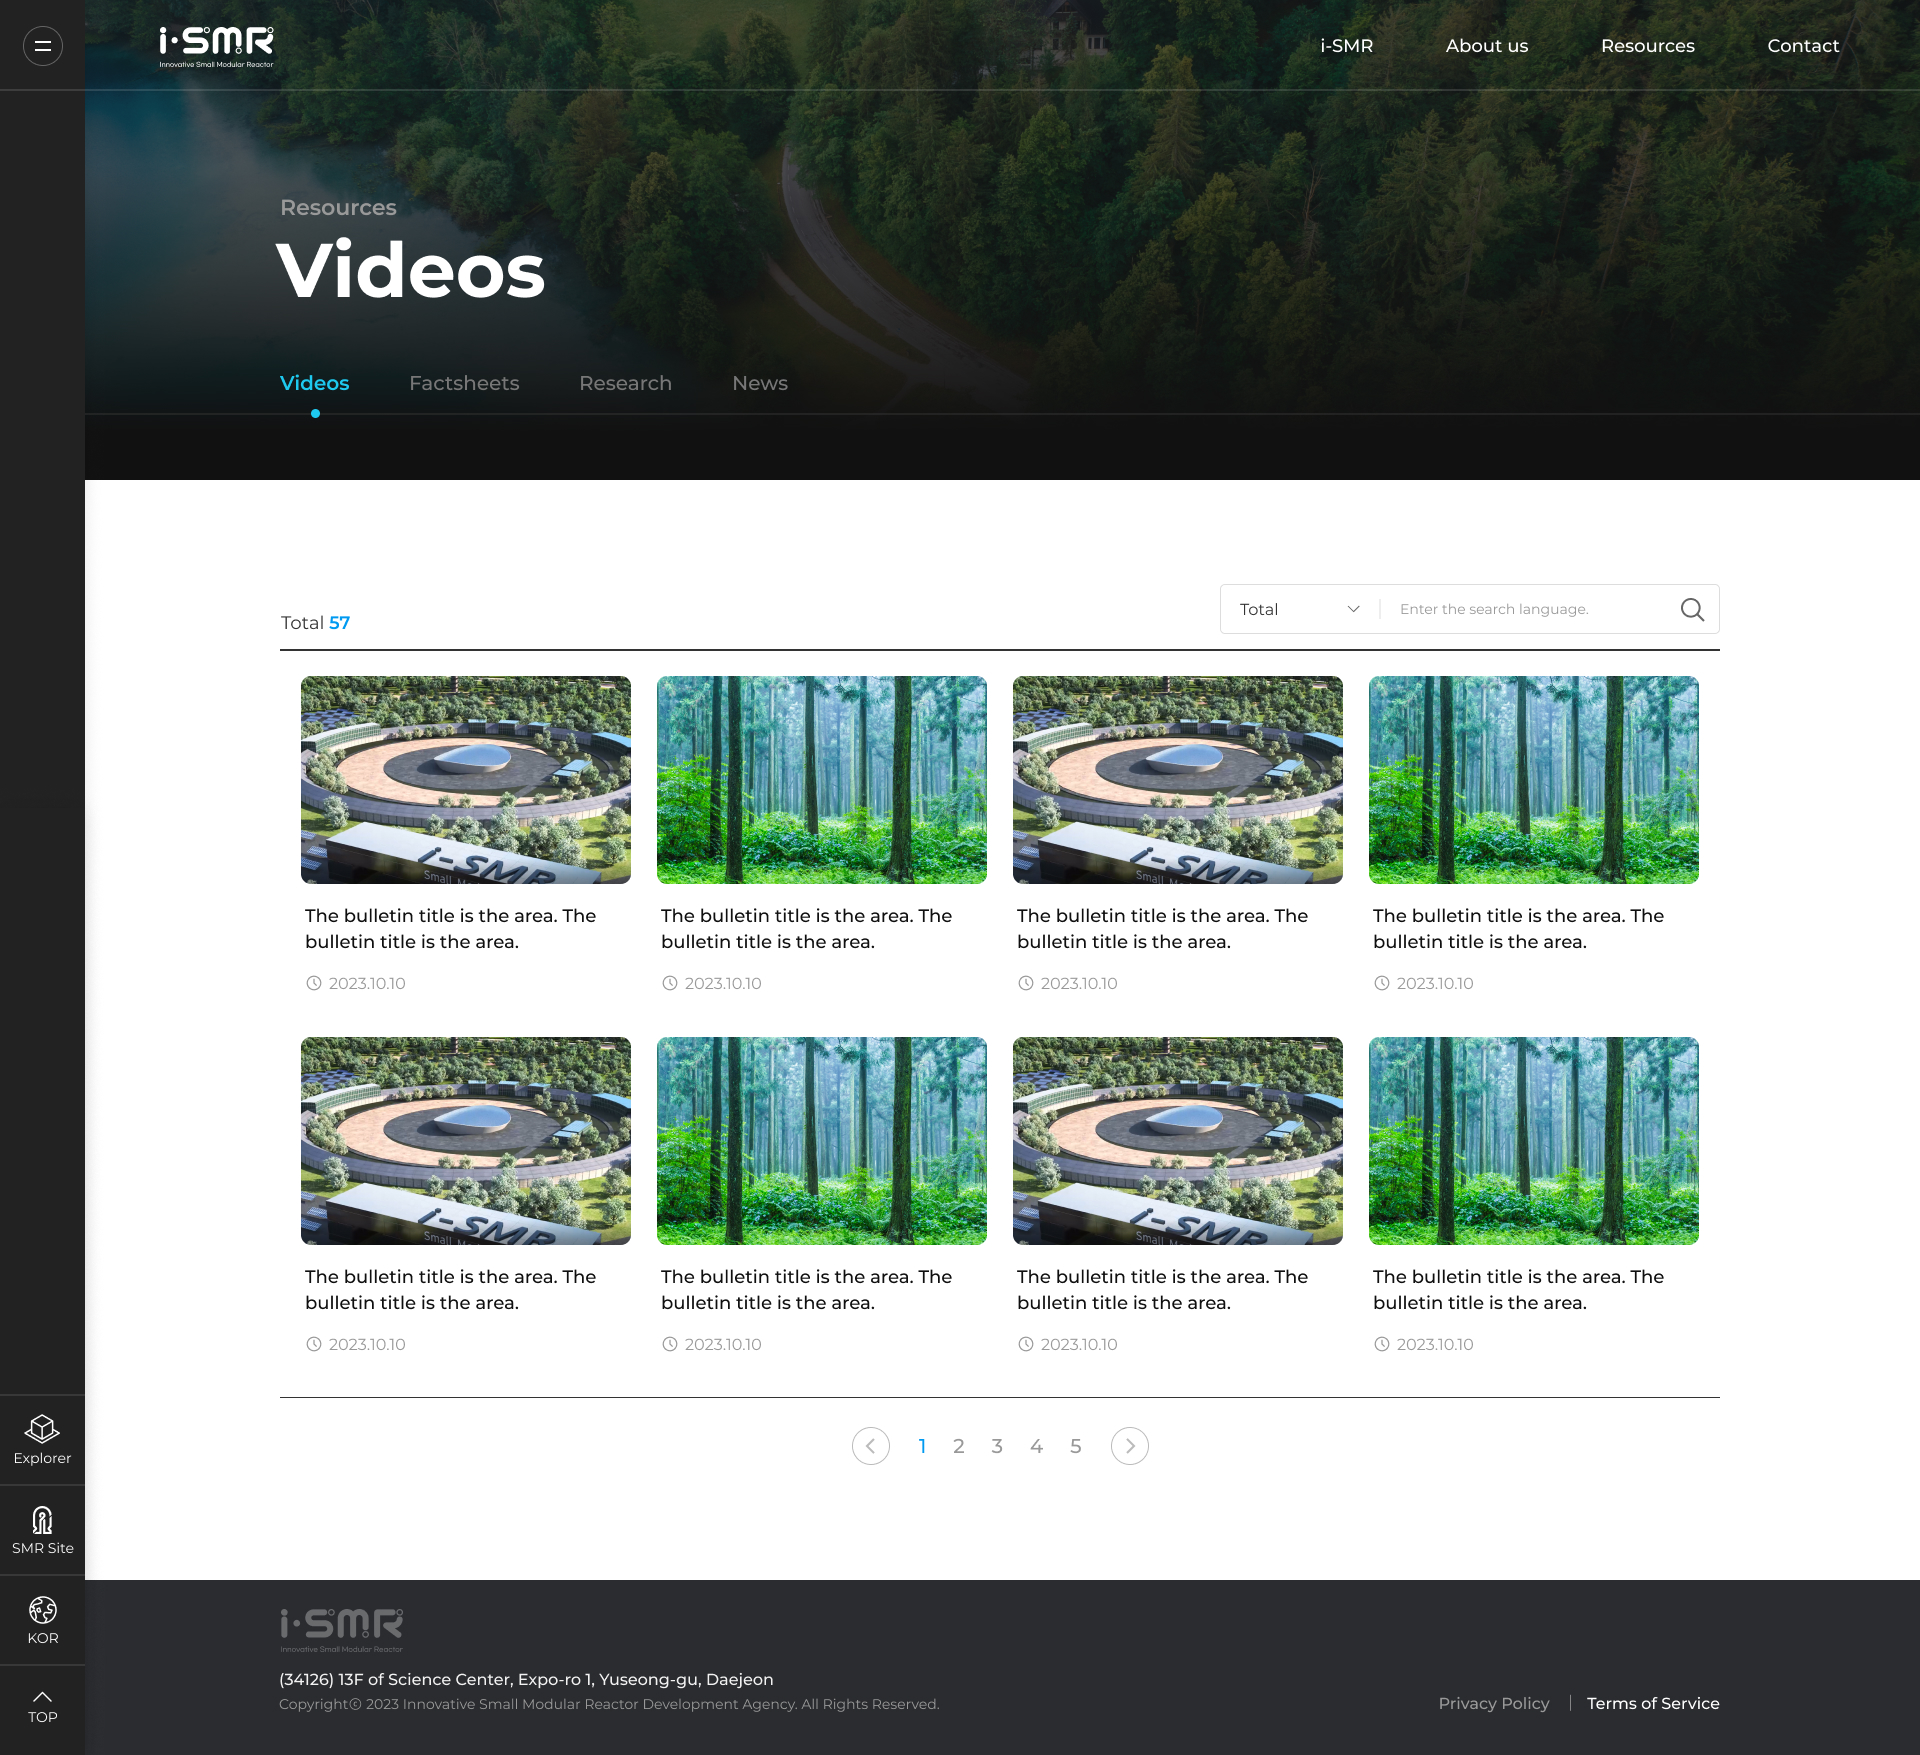 i-SMR
Innovative Small Modular Reactor
i-SMR
About us
Resources
Contact
Resources
Videos
Videos
Factsheets
Research
News
Total 57
Total
Enter the search language.
i-SMR
i-SMR
The bulletin title is the area. The
bulletin title is the area.
2023.10.10
The bulletin title is the area. The
bulletin title is the area.
2023.10.10
The bulletin title is the area. The
bulletin title is the area.
2023.10.10
The bulletin title is the area. The
bulletin title is the area.
2023.10.10
i-SMR
i-SMR
The bulletin title is the area. The
bulletin title is the area.
2023.10.10
The bulletin title is the area. The
bulletin title is the area.
2023.10.10
The bulletin title is the area. The
bulletin title is the area.
2023.10.10
The bulletin title is the area. The
bulletin title is the area.
2023.10.10
1 2 3 4 5
Explorer
SMR Site
KOR
TOP
i-SMR
Innovative Small Modular Reactor
(34126) 13F of Science Center, Expo-ro 1, Yuseong-gu, Daejeon
Copyrightⓒ 2023 Innovative Small Modular Reactor Development Agency. All Rights Reserved.
Privacy Policy
Terms of Service